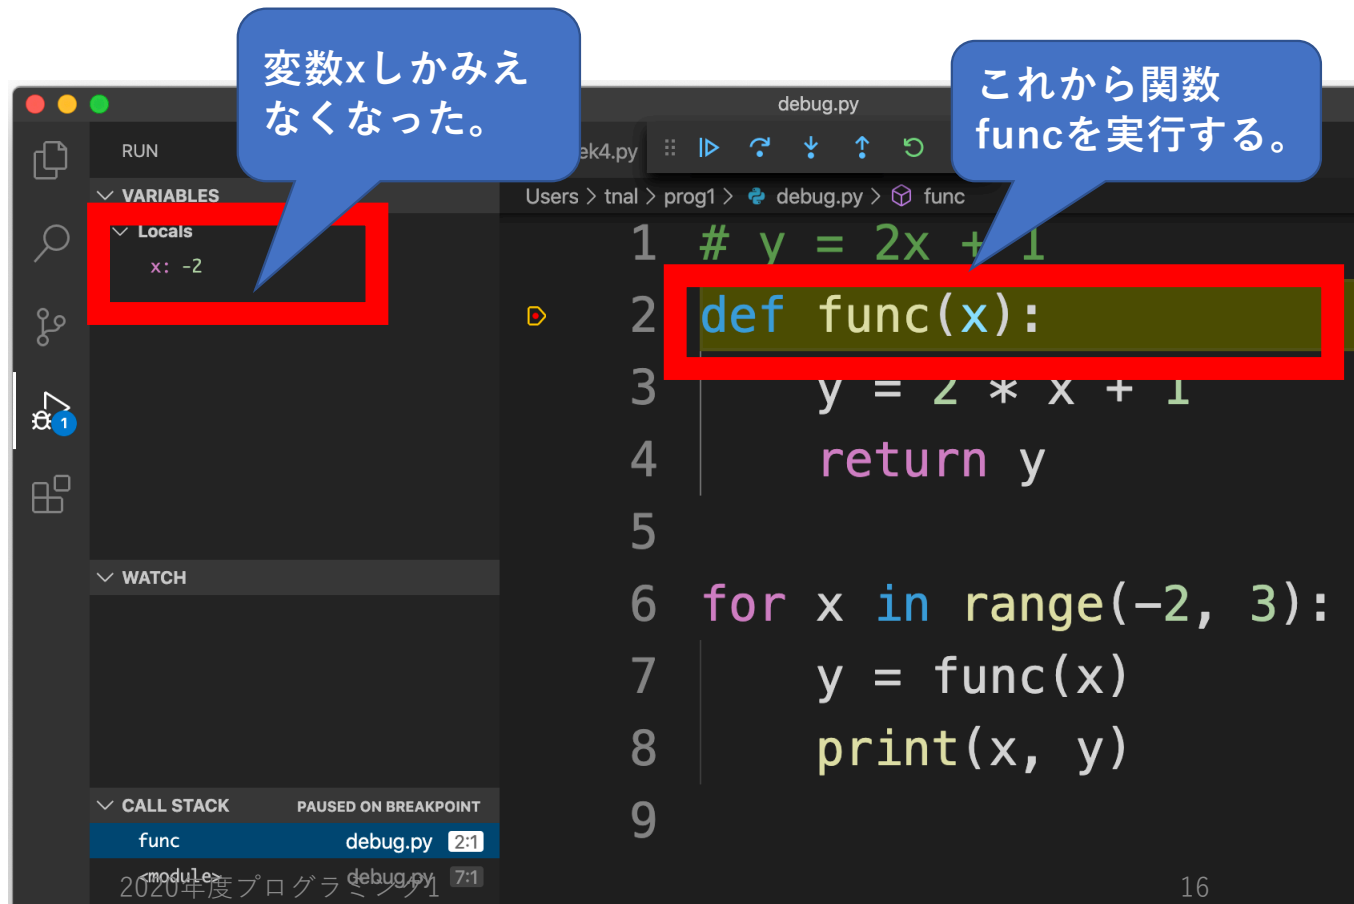 変数xしかみえ
なくなった。
これから関数
funcを実行する。
debug.py
RUN
ek4.py
VARIABLES
Locals
x: -2
Users > tnal > prog1 > debug.py > func
1 # y = 2x + 1
2 def func(x):
3 y = 2 * x + 1
4 return y
5
6 for x in range(-2, 3):
7 y = func(x)
8 print(x, y)
9
1
WATCH
CALL STACK PAUSED ON BREAKPOINT
func debug.py 2:1
<module> debug.py 7:1
2020年度プログラミング1
16